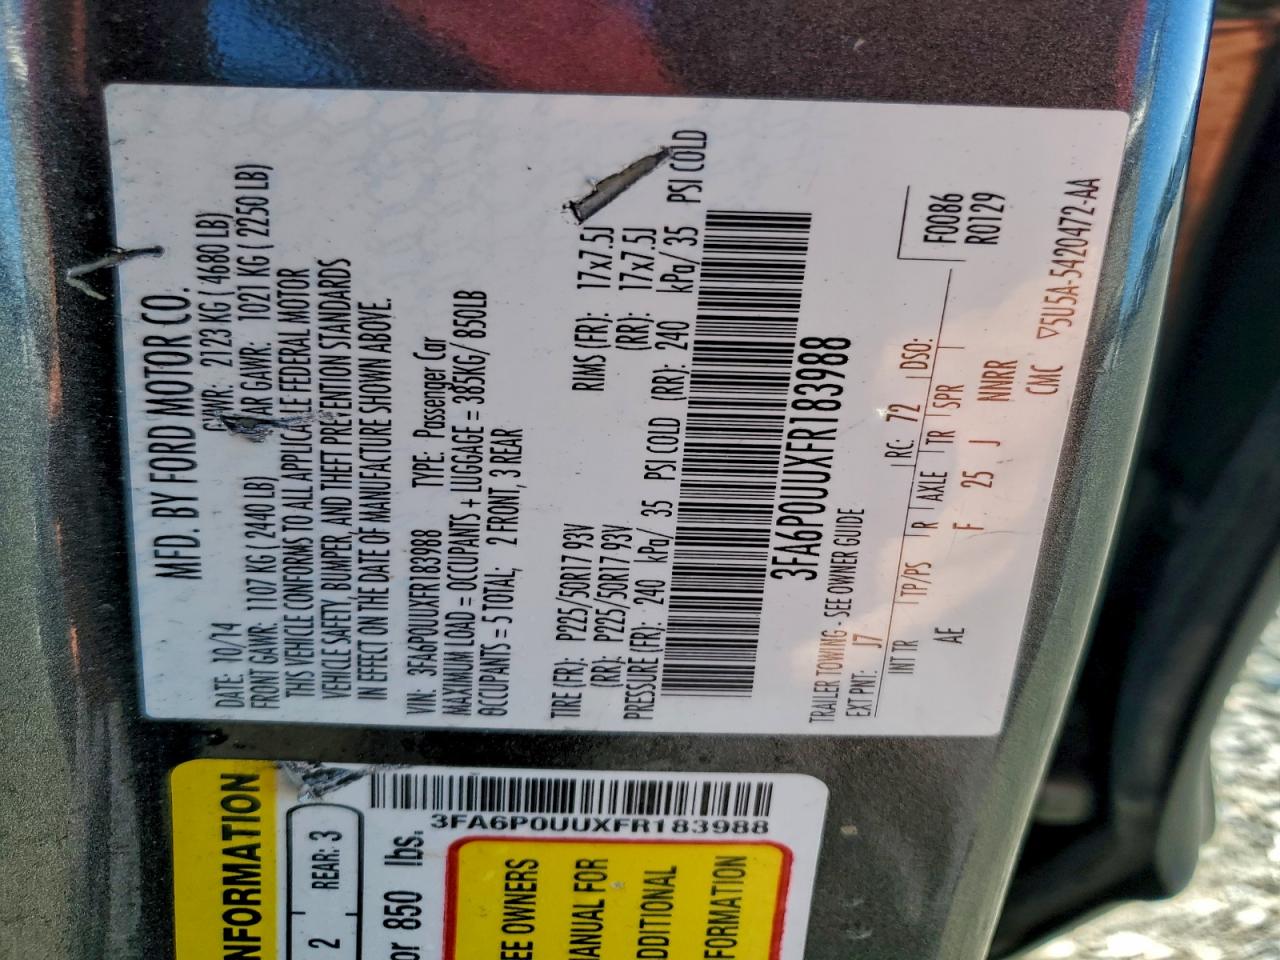 MFD. BY FORD MOTOR CO.
DATE: 10/14 GVWR: 2123 KG ( 4680 LB)
FRONT GAWR: 1107 KG ( 2440 LB) REAR GAWR: 1021 KG ( 2250 LB)
THIS VEHICLE CONFORMS TO ALL APPLICABLE FEDERAL MOTOR
VEHICLE SAFETY, BUMPER, AND THEFT PREVENTION STANDARDS
IN EFFECT ON THE DATE OF MANUFACTURE SHOWN ABOVE.
VIN: 3FA6P0UUXFR183988 TYPE: Passenger Car
MAXIMUM LOAD = OCCUPANTS + LUGGAGE = 385KG/ 850LB
OCCUPANTS = 5 TOTAL; 2 FRONT, 3 REAR
TIRE (FR): P225/50R17 93V RIMS (FR): 17x7.5J
(RR): P225/50R17 93V (RR): 17x7.5J
PRESSURE (FR): 240 kPa/ 35 PSI COLD (RR): 240 kPa/ 35 PSI COLD
3FA6P0UUXFR183988
TRAILER TOWING - SEE OWNER GUIDE
EXT PNT: J7 RC: 72 DSO: F0086
R0129
INT TR TP/PS R AXLE TR SPR
AE F 25 J NNRR
CMC 5U5A-5420472-AA
NFORMATION
2 REAR: 3
or 850 lbs.
3FA6P0UUXFR183988
EE OWNERS
MANUAL FOR
DDITIONAL
FORMATION